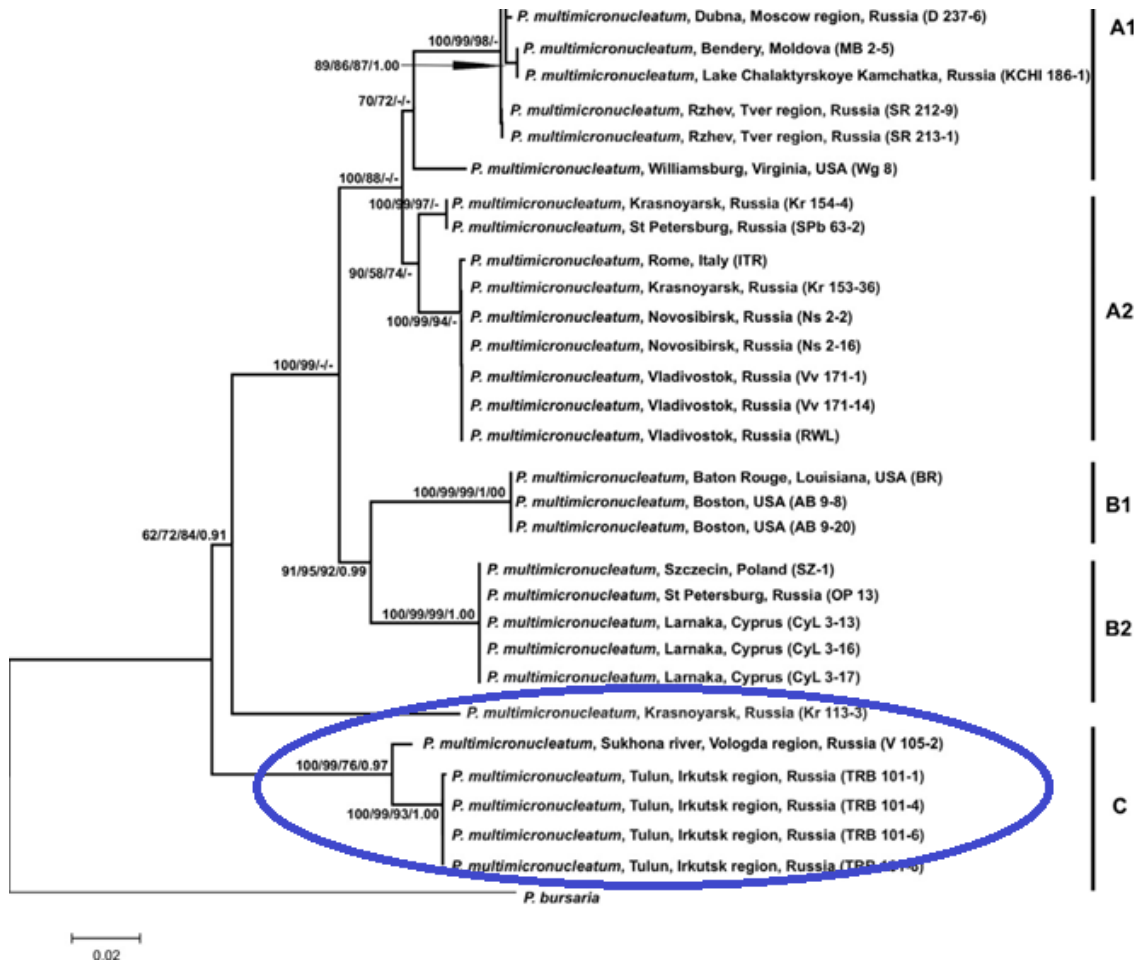 P. multimicronucleatum, Dubna, Moscow region, Russia (D 237-6)
A1
100/99/98/-
P. multimicronucleatum, Bendery, Moldova (MB 2-5)
89/86/87/1.00
P. multimicronucleatum, Lake Chalaktyrskoye Kamchatka, Russia (KCHI 186-1)
70/72/-/-
P. multimicronucleatum, Rzhev, Tver region, Russia (SR 212-9)
P. multimicronucleatum, Rzhev, Tver region, Russia (SR 213-1)
P. multimicronucleatum, Williamsburg, Virginia, USA (Wg 8)
100/88/-/-
100/99/97/-
P. multimicronucleatum, Krasnoyarsk, Russia (Kr 154-4)
P. multimicronucleatum, St Petersburg, Russia (SPb 63-2)
P. multimicronucleatum, Rome, Italy (ITR)
90/58/74/-
P. multimicronucleatum, Krasnoyarsk, Russia (Kr 153-36)
A2
100/99/94/-
P. multimicronucleatum, Novosibirsk, Russia (Ns 2-2)
P. multimicronucleatum, Novosibirsk, Russia (Ns 2-16)
100/99/-/-
P. multimicronucleatum, Vladivostok, Russia (Vv 171-1)
P. multimicronucleatum, Vladivostok, Russia (Vv 171-14)
P. multimicronucleatum, Vladivostok, Russia (RWL)
P. multimicronucleatum, Baton Rouge, Louisiana, USA (BR)
100/99/99/1/00
P. multimicronucleatum, Boston, USA (AB 9-8)
B1
P. multimicronucleatum, Boston, USA (AB 9-20)
62/72/84/0.91
91/95/92/0.99
P. multimicronucleatum, Szczecin, Poland (SZ-1)
P. multimicronucleatum, St Petersburg, Russia (OP 13)
100/99/99/1.00
P. multimicronucleatum, Larnaka, Cyprus (CyL 3-13)
B2
P. multimicronucleatum, Larnaka, Cyprus (CyL 3-16)
P. multimicronucleatum, Larnaka, Cyprus (CyL 3-17)
P. multimicronucleatum, Krasnoyarsk, Russia (Kr 113-3)
P. multimicronucleatum, Sukhona river, Vologda region, Russia (V 105-2)
100/99/76/0.97
P. multimicronucleatum, Tulun, Irkutsk region, Russia (TRB 101-1)
100/99/93/1.00
P. multimicronucleatum, Tulun, Irkutsk region, Russia (TRB 101-4)
C
P. multimicronucleatum, Tulun, Irkutsk region, Russia (TRB 101-6)
P. multimicronucleatum, Tulun, Irkutsk region, Russia (TRB
P. bursaria
0.02